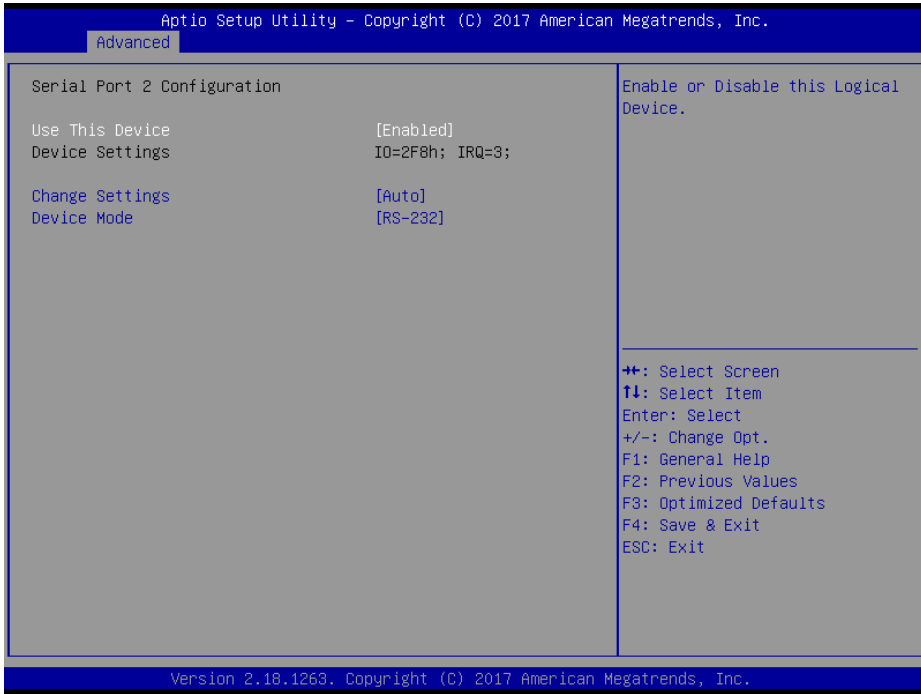 Aptio Setup Utility – Copyright (C) 2017 American Megatrends, Inc.
Advanced
Serial Port 2 Configuration
Use This Device [Enabled]
Device Settings IO=2F8h; IRQ=3;
Change Settings [Auto]
Device Mode [RS-232]
Enable or Disable this Logical
Device.
→←: Select Screen
↑↓: Select Item
Enter: Select
+/-: Change Opt.
F1: General Help
F2: Previous Values
F3: Optimized Defaults
F4: Save & Exit
ESC: Exit
Version 2.18.1263. Copyright (C) 2017 American Megatrends, Inc.